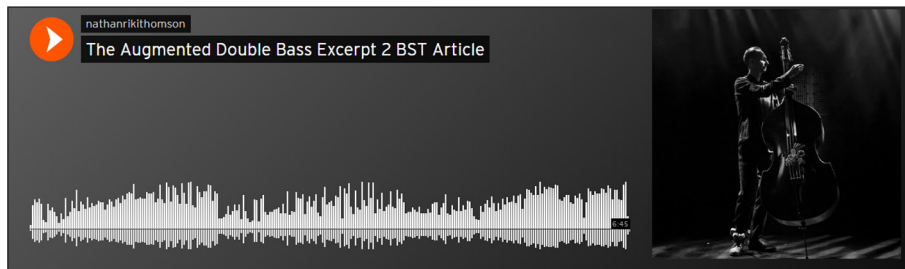 nathanrikithomson
The Augmented Double Bass Excerpt 2 BST Article
6:45